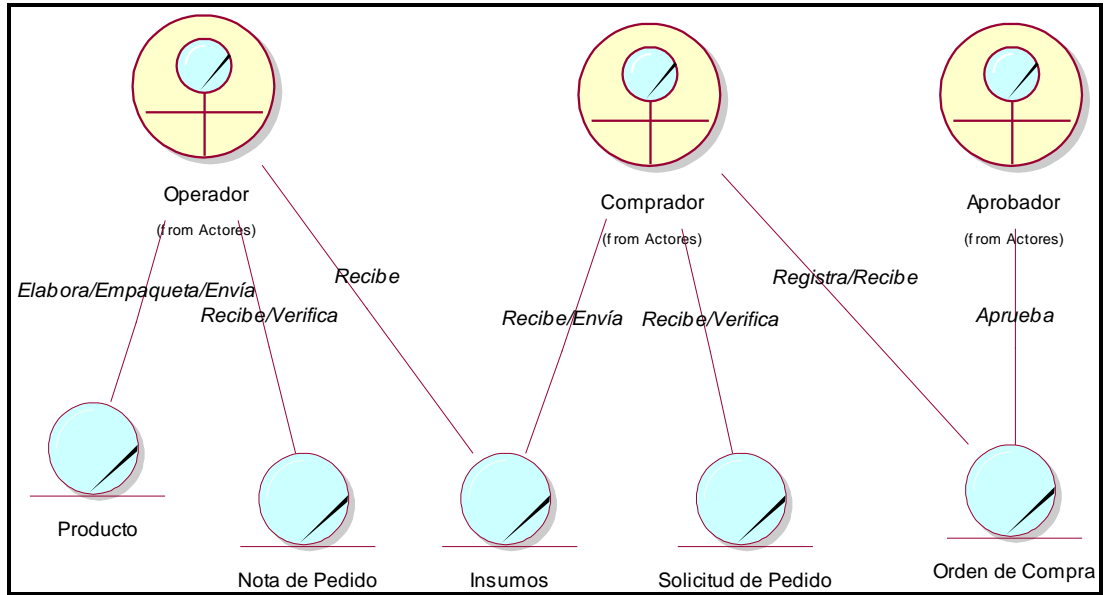 Operador
(from Actores)
Comprador
(from Actores)
Aprobador
(from Actores)
Elabora/Empaqueta/Envía
Recibe/Verifica
Recibe
Recibe/Envía
Recibe/Verifica
Registra/Recibe
Aprueba
Producto
Nota de Pedido
Insumos
Solicitud de Pedido
Orden de Compra